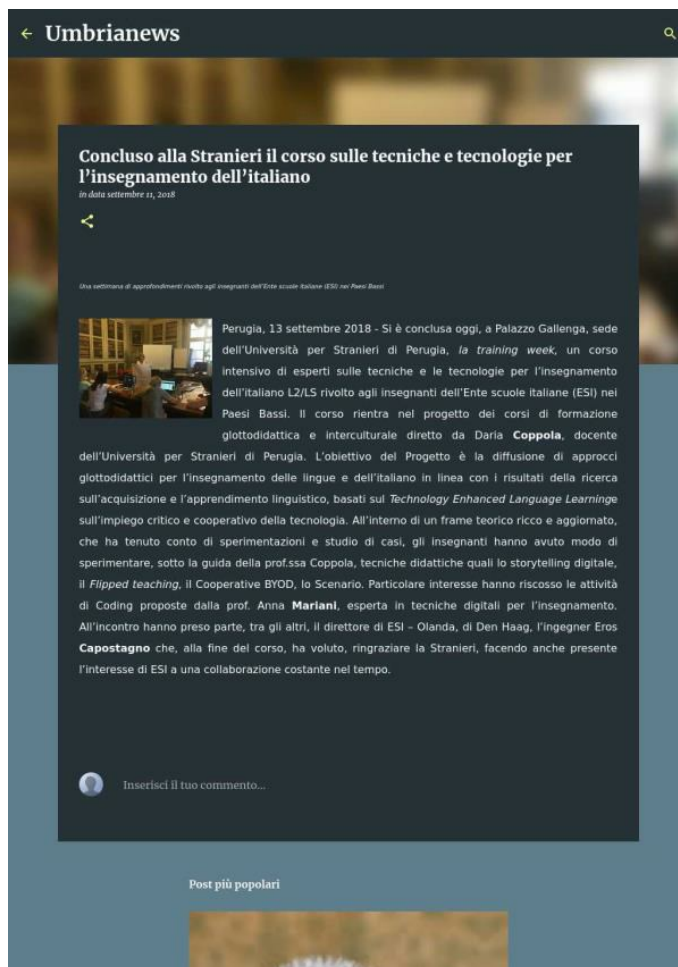 Umbrianews
Concluso alla Stranieri il corso sulle tecniche e tecnologie per
l’insegnamento dell’italiano
in data settembre 11, 2018
Una settimana di approfondimenti rivolto agli insegnanti dell’Ente scuole italiane (ESI) nei Paesi Bassi
Perugia, 13 settembre 2018 - Si è conclusa oggi, a Palazzo Gallenga, sede
dell’Università per Stranieri di Perugia, la training week, un corso
intensivo di esperti sulle tecniche e le tecnologie per l’insegnamento
dell’italiano L2/LS rivolto agli insegnanti dell’Ente scuole italiane (ESI) nei
Paesi Bassi. Il corso rientra nel progetto dei corsi di formazione
glottodidattica e interculturale diretto da Daria Coppola, docente
dell’Università per Stranieri di Perugia. L’obiettivo del Progetto è la diffusione di approcci
glottodidattici per l’insegnamento delle lingue e dell’italiano in linea con i risultati della ricerca
sull’acquisizione e l’apprendimento linguistico, basati sul Technology Enhanced Language Learninge
sull’impiego critico e cooperativo della tecnologia. All’interno di un frame teorico ricco e aggiornato,
che ha tenuto conto di sperimentazioni e studio di casi, gli insegnanti hanno avuto modo di
sperimentare, sotto la guida della prof.ssa Coppola, tecniche didattiche quali lo storytelling digitale,
il Flipped teaching, il Cooperative BYOD, lo Scenario. Particolare interesse hanno riscosso le attività
di Coding proposte dalla prof. Anna Mariani, esperta in tecniche digitali per l’insegnamento.
All’incontro hanno preso parte, tra gli altri, il direttore di ESI – Olanda, di Den Haag, l’ingegner Eros
Capostagno che, alla fine del corso, ha voluto, ringraziare la Stranieri, facendo anche presente
l’interesse di ESI a una collaborazione costante nel tempo.
Inserisci il tuo commento...
Post più popolari